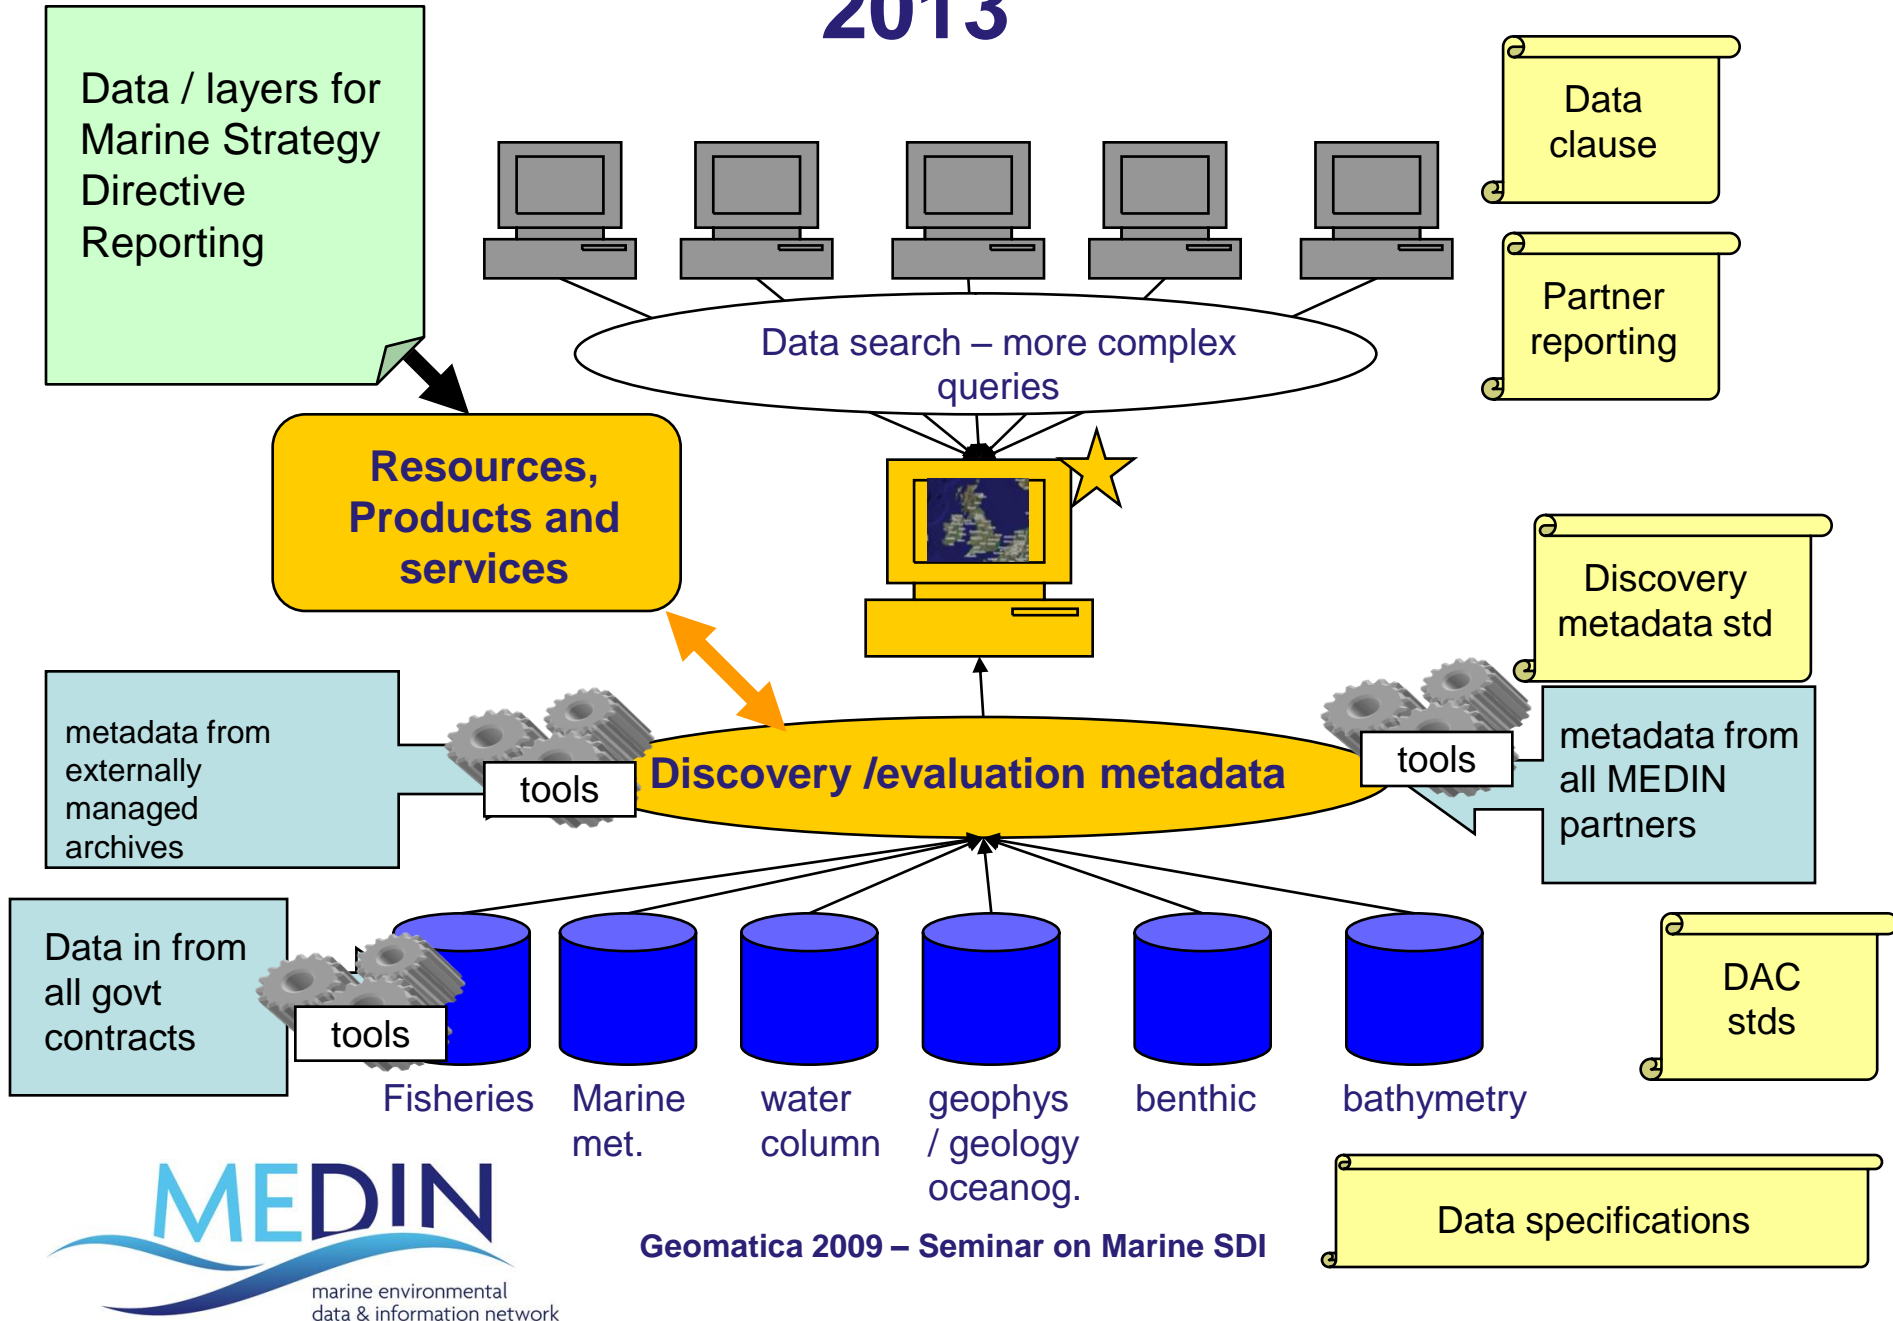 2013
Data / layers for
Marine Strategy
Directive
Reporting
Data
clause
Partner
reporting
Data search – more complex
queries
Resources,
Products and
services
Discovery
metadata std
metadata from
externally
managed
archives
tools
Discovery /evaluation metadata
tools
metadata from
all MEDIN
partners
Data in from
all govt
contracts
tools
DAC
stds
Fisheries
Marine
met.
water
column
geophys
/ geology
oceanog.
benthic
bathymetry
Data specifications
MEDIN
marine environmental
data & information network
Geomatica 2009 – Seminar on Marine SDI